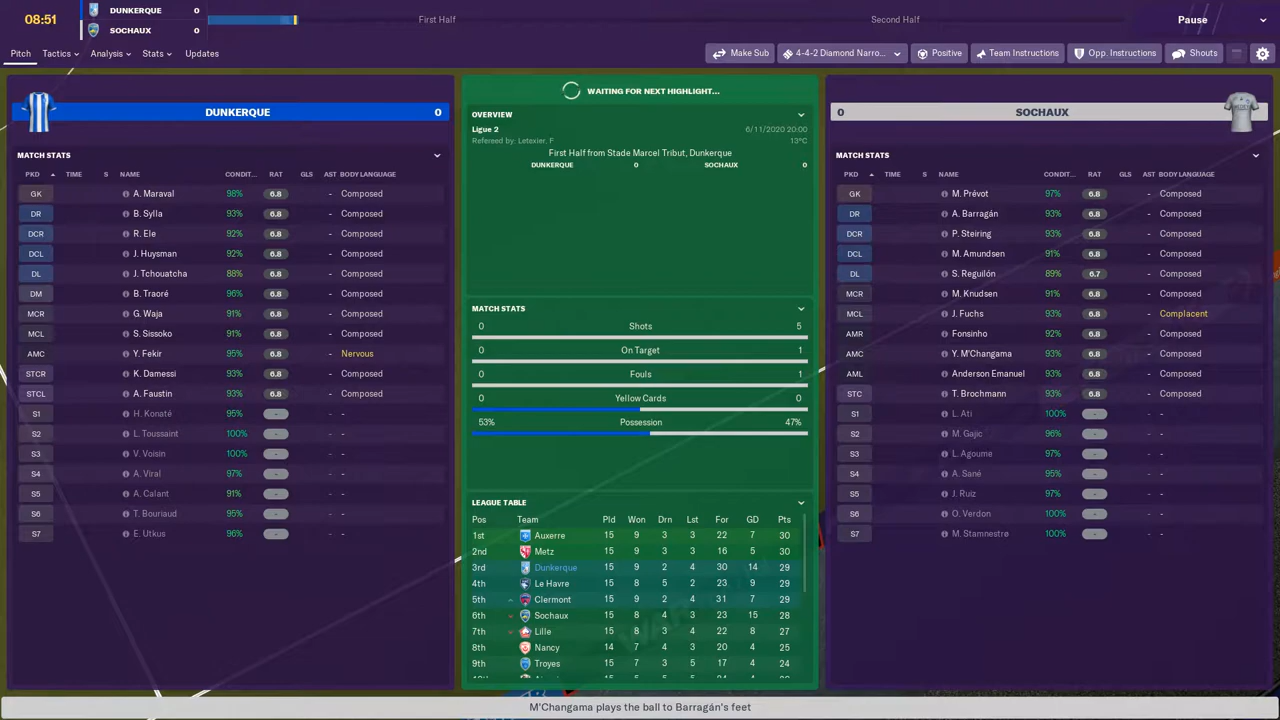 08:51
DUNKERQUE 0
SOCHAUX 0
First Half
Second Half
Pause
Pitch Tactics Analysis Stats Updates
Make Sub 4-4-2 Diamond Narro... Positive Team Instructions Opp. Instructions Shouts
DUNKERQUE 0
MATCH STATS
PKD TIME S NAME CONDIT... RAT GLS AST BODY LANGUAGE
GK A. Maraval 98% 6.8 - Composed
DR B. Sylla 93% 6.8 - Composed
DCR R. Ele 92% 6.8 - Composed
DCL J. Huysman 92% 6.8 - Composed
DL J. Tchouatcha 88% 6.8 - Composed
DM B. Traoré 96% 6.8 - Composed
MCR G. Waja 91% 6.8 - Composed
MCL S. Sissoko 91% 6.8 - Composed
AMC Y. Fekir 95% 6.8 - Nervous
STCR K. Damessi 93% 6.8 - Composed
STCL A. Faustin 93% 6.8 - Composed
S1 H. Konaté 95% - - -
S2 L. Toussaint 100% - - -
S3 V. Voisin 100% - - -
S4 A. Viral 97% - - -
S5 A. Calant 91% - - -
S6 T. Bouriaud 95% - - -
S7 E. Utkus 96% - - -
WAITING FOR NEXT HIGHLIGHT...
OVERVIEW
Ligue 2 6/11/2020 20:00
Refereed by: Letexier, F 13°C
First Half from Stade Marcel Tribut, Dunkerque
DUNKERQUE 0 SOCHAUX 0
MATCH STATS
0 Shots 5
0 On Target 1
0 Fouls 1
0 Yellow Cards 0
53% Possession 47%
LEAGUE TABLE
Pos Team Pld Won Drn Lst For GD Pts
1st Auxerre 15 9 3 3 22 7 30
2nd Metz 15 9 3 3 16 5 30
3rd Dunkerque 15 9 2 4 30 14 29
4th Le Havre 15 8 5 2 23 9 29
5th Clermont 15 9 2 4 31 7 29
6th Sochaux 15 8 4 3 23 15 28
7th Lille 15 8 3 4 22 8 27
8th Nancy 14 7 4 3 20 4 25
9th Troyes 15 7 3 5 17 4 24
0 SOCHAUX
MATCH STATS
PKD TIME S NAME CONDIT... RAT GLS AST BODY LANGUAGE
GK M. Prévot 97% 6.8 - Composed
DR A. Barragán 93% 6.8 - Composed
DCR P. Steiring 93% 6.8 - Composed
DCL M. Amundsen 91% 6.8 - Composed
DL S. Reguilón 89% 6.7 - Composed
MCR M. Knudsen 91% 6.8 - Composed
MCL J. Fuchs 93% 6.8 - Complacent
AMR Fonsinho 92% 6.8 - Composed
AMC Y. M'Changama 93% 6.8 - Composed
AML Anderson Emanuel 93% 6.8 - Composed
STC T. Brochmann 93% 6.8 - Composed
S1 L. Ati 100% - - -
S2 M. Gajic 96% - - -
S3 L. Agoume 93% - - -
S4 A. Sané 95% - - -
S5 J. Ruiz 97% - - -
S6 O. Verdon 100% - - -
S7 M. Stamnestrø 100% - - -
M'Changama plays the ball to Barragán's feet